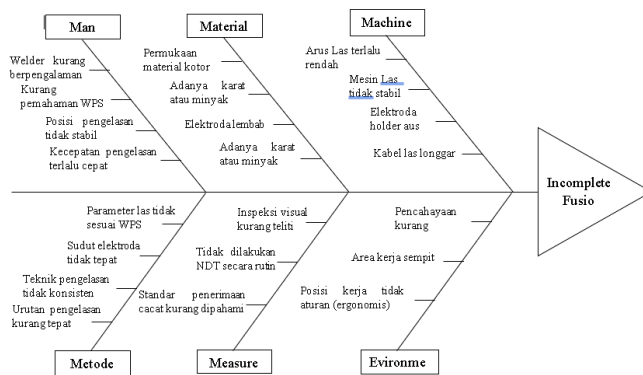 Man
Material
Machine
Welder kurang
berpengalaman
Kurang
pemahaman WPS
Posisi pengelasan
tidak stabil
Kecepatan pengelasan
terlalu cepat
Permukaan
material kotor
Adanya karat
atau minyak
Elektroda lembab
Adanya karat
atau minyak
Arus Las terlalu
rendah
Mesin Las
tidak stabil
Elektroda
holder aus
Kabel las longgar
Incomplete
Fusio
Parameter las tidak
sesuai WPS
Sudut elektroda
tidak tepat
Teknik pengelasan
tidak konsisten
Urutan pengelasan
kurang tepat
Inspeksi visual
kurang teliti
Tidak dilakukan
NDT secara rutin
Standar penerimaan
cacat kurang dipahami
Pencahayaan
kurang
Area kerja sempit
Posisi kerja tidak
aturan (ergonomis)
Metode
Measure
Evironme